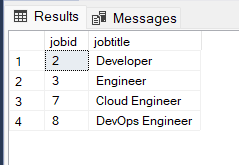 Results Messages
jobid jobtitle
1 2 Developer
2 3 Engineer
3 7 Cloud Engineer
4 8 DevOps Engineer